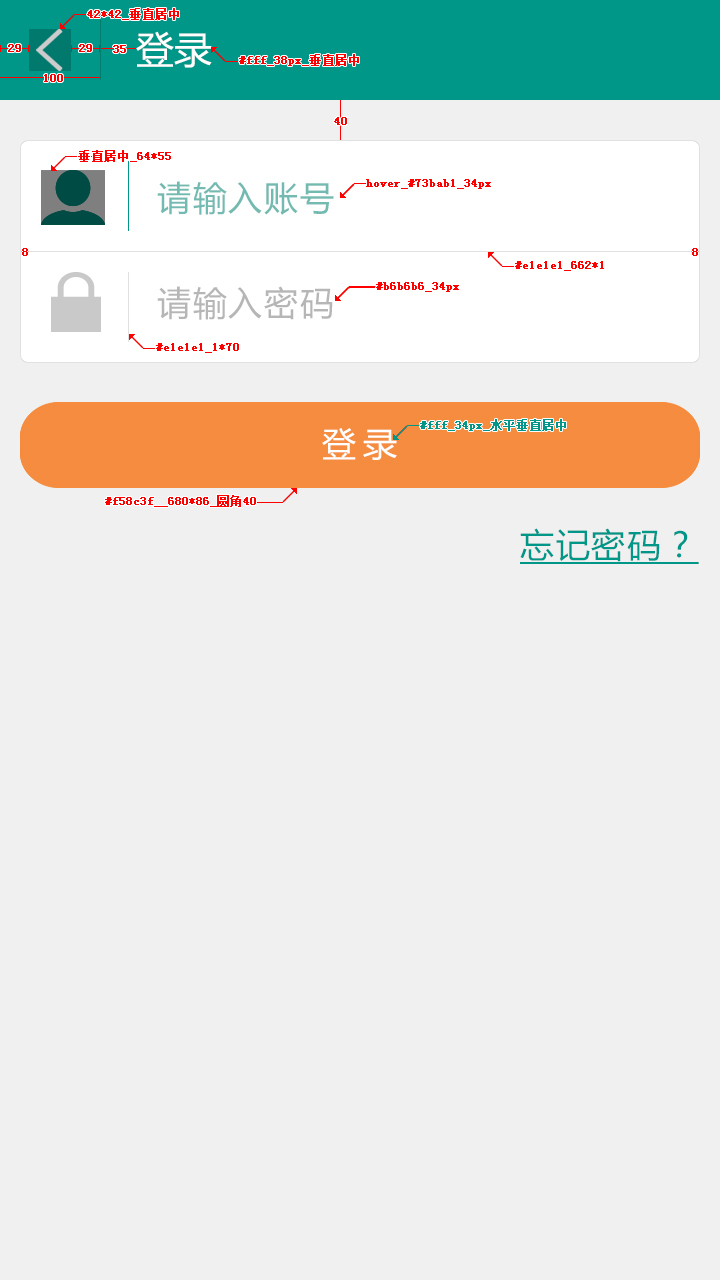 42*42_垂直居中
29
29
35
登录
#fff_38px_垂直居中
100
40
垂直居中_64*55
请输入账号
hover_#73bab1_34px
8
8
#e1e1e1_662*1
请输入密码
#b6b6b6_34px
#e1e1e1_1*70
登录
#fff_34px_水平垂直居中
#f58c3f__680*86_圆角40
忘记密码？